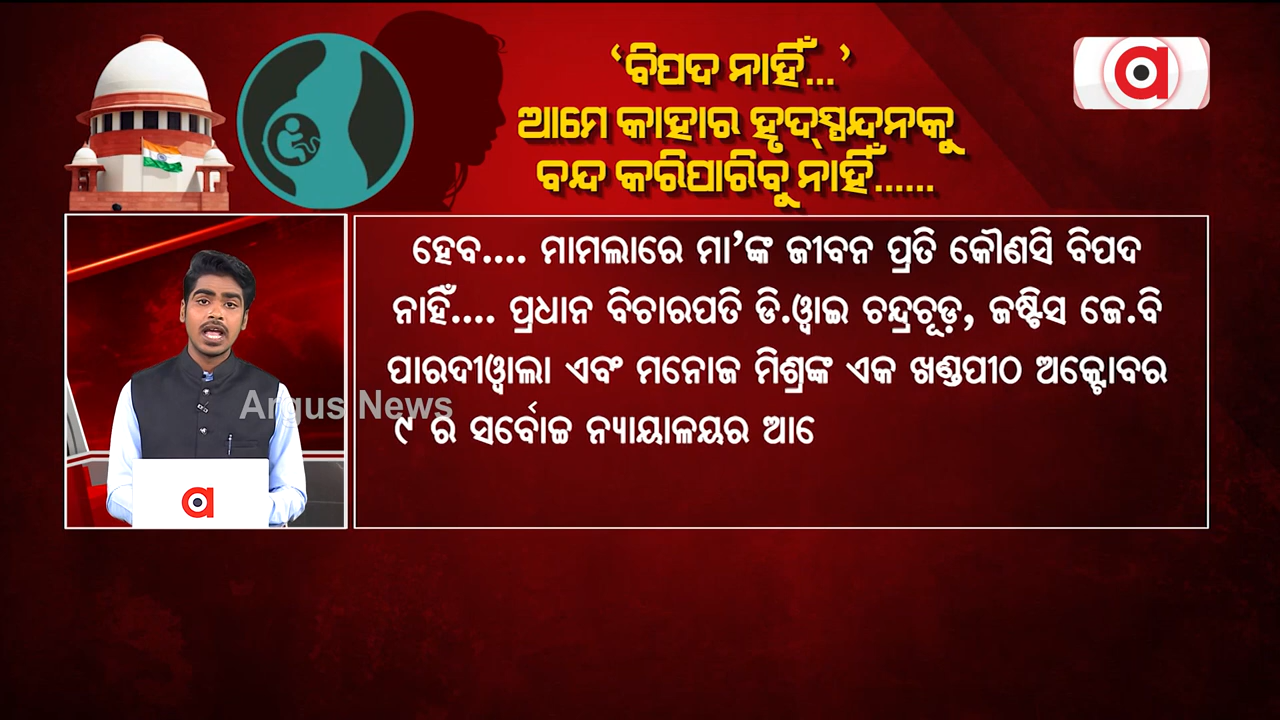 ‘ବିପଦ ନାହିଁ...’
ଆମେ କାହାର ହୃଦ୍‌ସ୍ପନ୍ଦନକୁ
ବନ୍ଦ କରିପାରିବୁ ନାହିଁ......
ହେବ.... ମାମଲାରେ ମା’ଙ୍କ ଜୀବନ ପ୍ରତି କୌଣସି ବିପଦ
ନାହିଁ.... ପ୍ରଧାନ ବିଚାରପତି ଡି.ୱାଇ ଚନ୍ଦ୍ରଚୂଡ଼, ଜଷ୍ଟିସ ଜେ.ବି
ପାରଦୀୱାଲା ଏବଂ ମନୋଜ ମିଶ୍ରଙ୍କ ଏକ ଖଣ୍ଡପୀଠ ଅକ୍ଟୋବର
୯ ର ସର୍ବୋଚ୍ଚ ନ୍ୟାୟାଳୟର ଆଦେ
Argus News